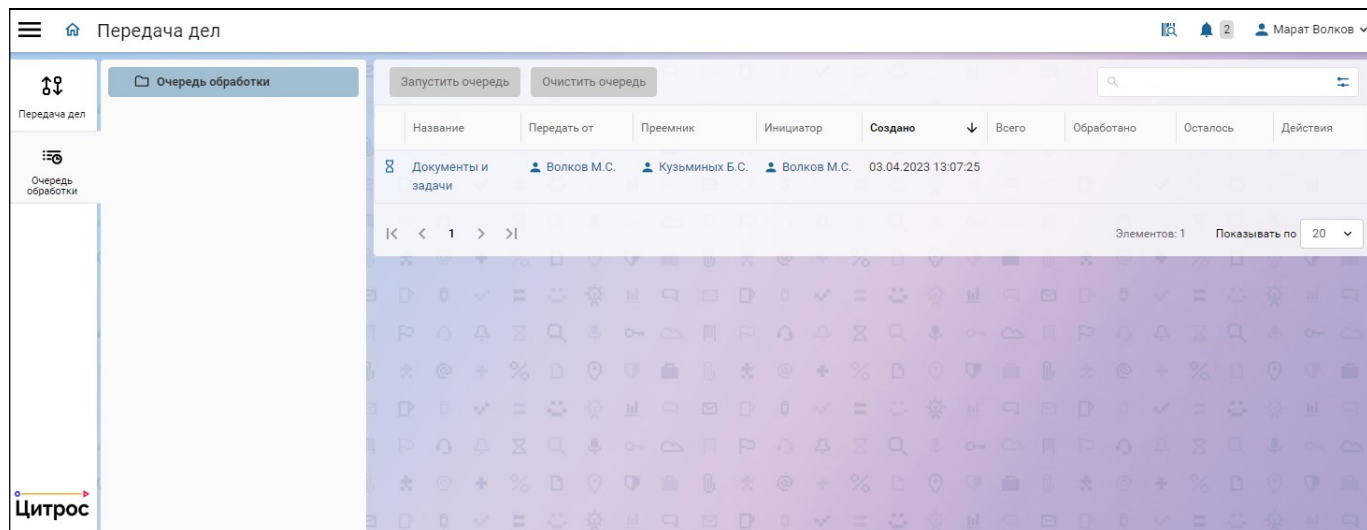 Передача дел
2
Марат Волков
Передача дел
Очередь обработки
Очередь обработки
Запустить очередь
Очистить очередь
Название
Передать от
Преемник
Инициатор
Создано
Всего
Обработано
Осталось
Действия
Документы и задачи
Волков М.С.
Кузьминых Б.С.
Волков М.С.
03.04.2023 13:07:25
1
Элементов: 1
Показывать по
20
Цитрос